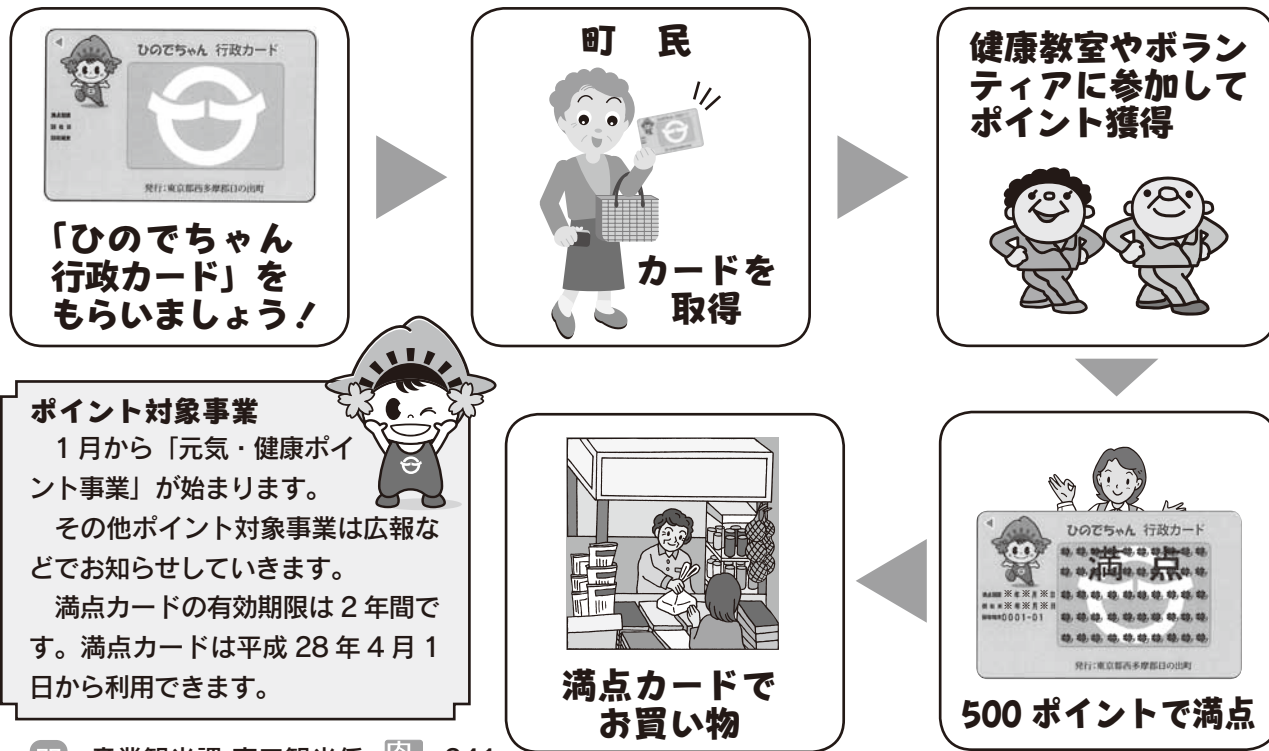 ひのでちゃん 行政カード
発行:東京都西多摩郡日の出町
「ひのでちゃん
行政カード」を
もらいましょう!
町 民
カードを
取得
健康教室やボラン
ティアに参加して
ポイント獲得
ひのでちゃん 行政カード
満 点
0001-01
発行:東京都西多摩郡日の出町
500 ポイントで満点
満点カードで
お買い物
ポイント対象事業
1月から「元気・健康ポイ
ント事業」が始まります。
その他ポイント対象事業は広報な
どでお知らせしていきます。
満点カードの有効期限は2年間で
す。満点カードは平成 28 年 4 月 1
日から利用できます。